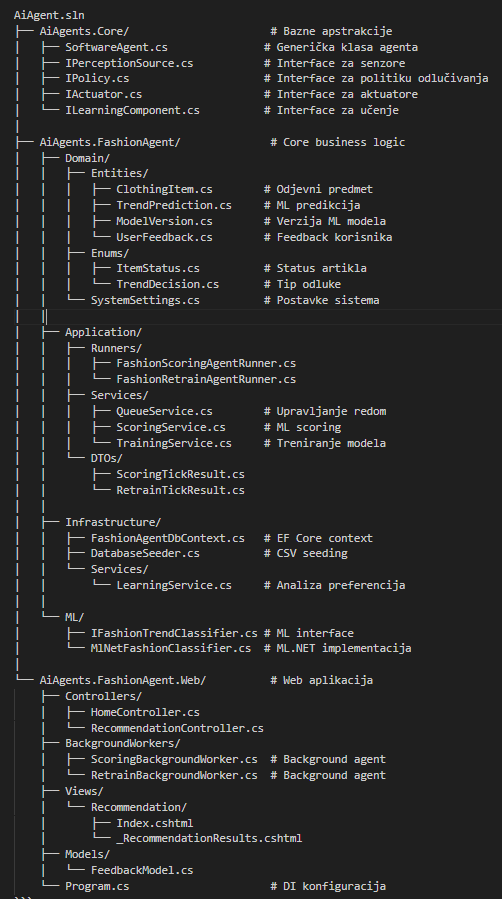 AiAgent.sln
├── AiAgents.Core/                      # Bazne apstrakcije
│   ├── SoftwareAgent.cs               # Generička klasa agenta
│   ├── IPerceptionSource.cs           # Interface za senzore
│   ├── IPolicy.cs                     # Interface za politiku odlučivanja
│   ├── IActuator.cs                   # Interface za aktuatore
│   └── ILearningComponent.cs          # Interface za učenje
│
├── AiAgents.FashionAgent/              # Core business logic
│   ├── Domain/
│   │   ├── Entities/
│   │   │   ├── ClothingItem.cs        # Odjevni predmet
│   │   │   ├── TrendPrediction.cs     # ML predikcija
│   │   │   ├── ModelVersion.cs        # Verzija ML modela
│   │   │   └── UserFeedback.cs        # Feedback korisnika
│   │   ├── Enums/
│   │   │   ├── ItemStatus.cs          # Status artikla
│   │   │   └── TrendDecision.cs       # Tip odluke
│   │   └── SystemSettings.cs          # Postavke sistema
│   │
│   ├── Application/
│   │   ├── Runners/
│   │   │   ├── FashionScoringAgentRunner.cs
│   │   │   └── FashionRetrainAgentRunner.cs
│   │   ├── Services/
│   │   │   ├── QueueService.cs        # Upravljanje redom
│   │   │   ├── ScoringService.cs      # ML scoring
│   │   │   └── TrainingService.cs     # Treniranje modela
│   │   └── DTOs/
│   │       ├── ScoringTickResult.cs
│   │       └── RetrainTickResult.cs
│   │
│   ├── Infrastructure/
│   │   ├── FashionAgentDbContext.cs   # EF Core context
│   │   ├── DatabaseSeeder.cs          # CSV seeding
│   │   └── Services/
│   │       └── LearningService.cs     # Analiza preferencija
│   │
│   └── ML/
│       ├── IFashionTrendClassifier.cs # ML interface
│       └── MlNetFashionClassifier.cs  # ML.NET implementacija
│
└── AiAgents.FashionAgent.Web/          # Web aplikacija
    ├── Controllers/
    │   ├── HomeController.cs
    │   └── RecommendationController.cs
    ├── BackgroundWorkers/
    │   ├── ScoringBackgroundWorker.cs  # Background agent
    │   └── RetrainBackgroundWorker.cs  # Background agent
    ├── Views/
    │   └── Recommendation/
    │       ├── Index.cshtml
    │       └── _RecommendationResults.cshtml
    ├── Models/
    │   └── FeedbackModel.cs
    └── Program.cs                      # DI konfiguracija
```